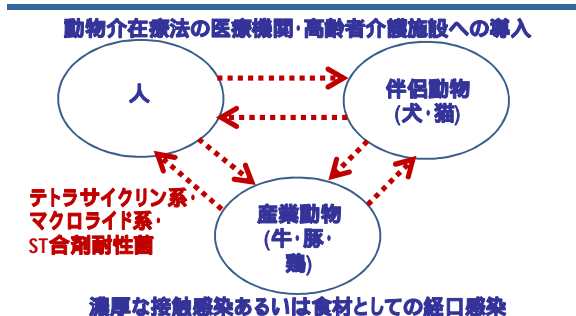 動物介在療法の医療機関･高齢者介護施設への導入
人
伴侶動物
(犬･猫)
テトラサイクリン系･
マクロライド系･
ST合剤耐性菌
産業動物
(牛･豚･
鶏)
濃厚な接触感染あるいは食材としての経口感染